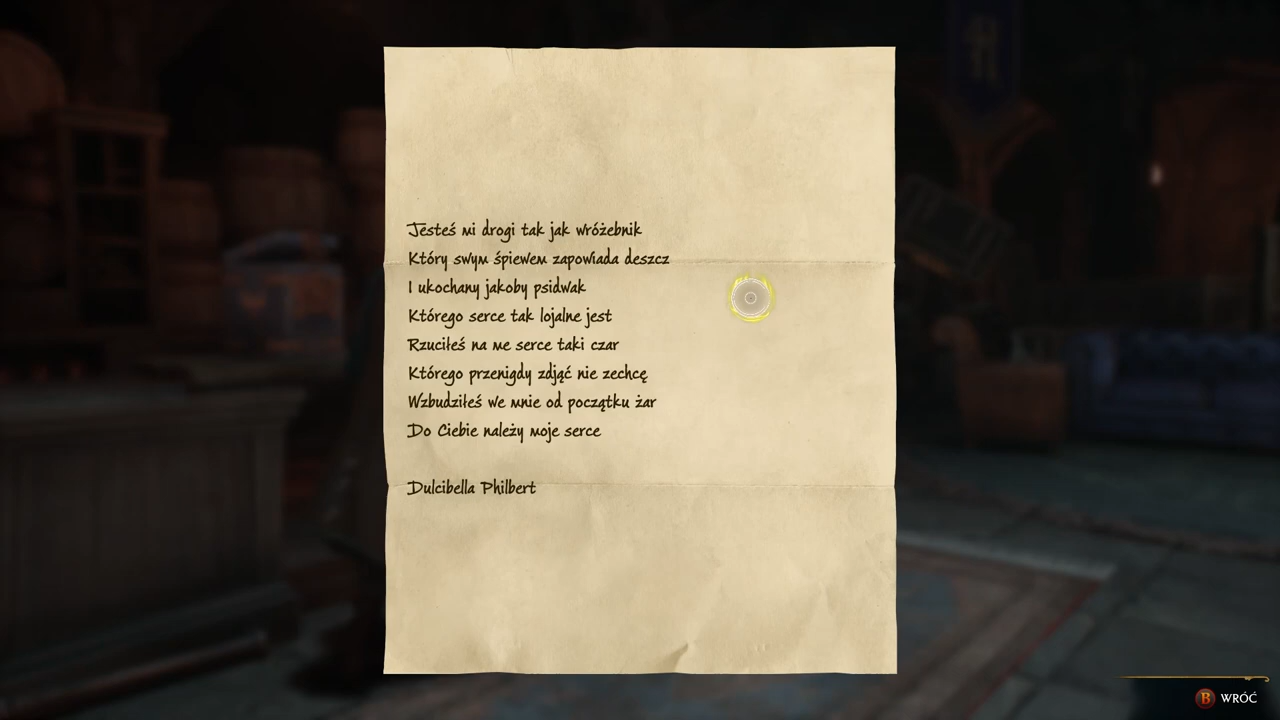 Jesteś mi drogi tak jak wróżebnik
Który swym śpiewem zapowiada deszcz
I ukochany jakoby psidwak
Którego serce tak lojalne jest
Rzuciłeś na me serce taki czar
Którego przenigdy zdjąć nie zechcę
Wzbudziłeś we mnie od początku żar
Do Ciebie należy moje serce
Dulcibella Philbert
B WRÓĆ